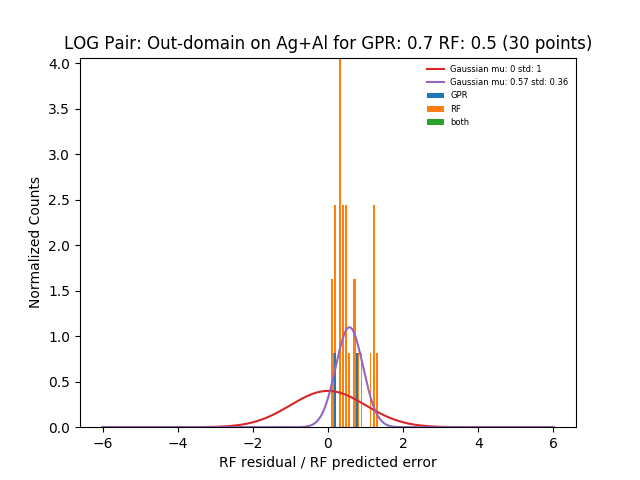 LOG Pair: Out-domain on Ag+Al for GPR: 0.7 RF: 0.5 (30 points)
Gaussian mu: 0 std: 1
Gaussian mu: 0.57 std: 0.36
GPR
RF
both
Normalized Counts
4.0
3.5
3.0
2.5
2.0
1.5
1.0
0.5
0.0
−6 −4 −2 0 2 4 6
RF residual / RF predicted error